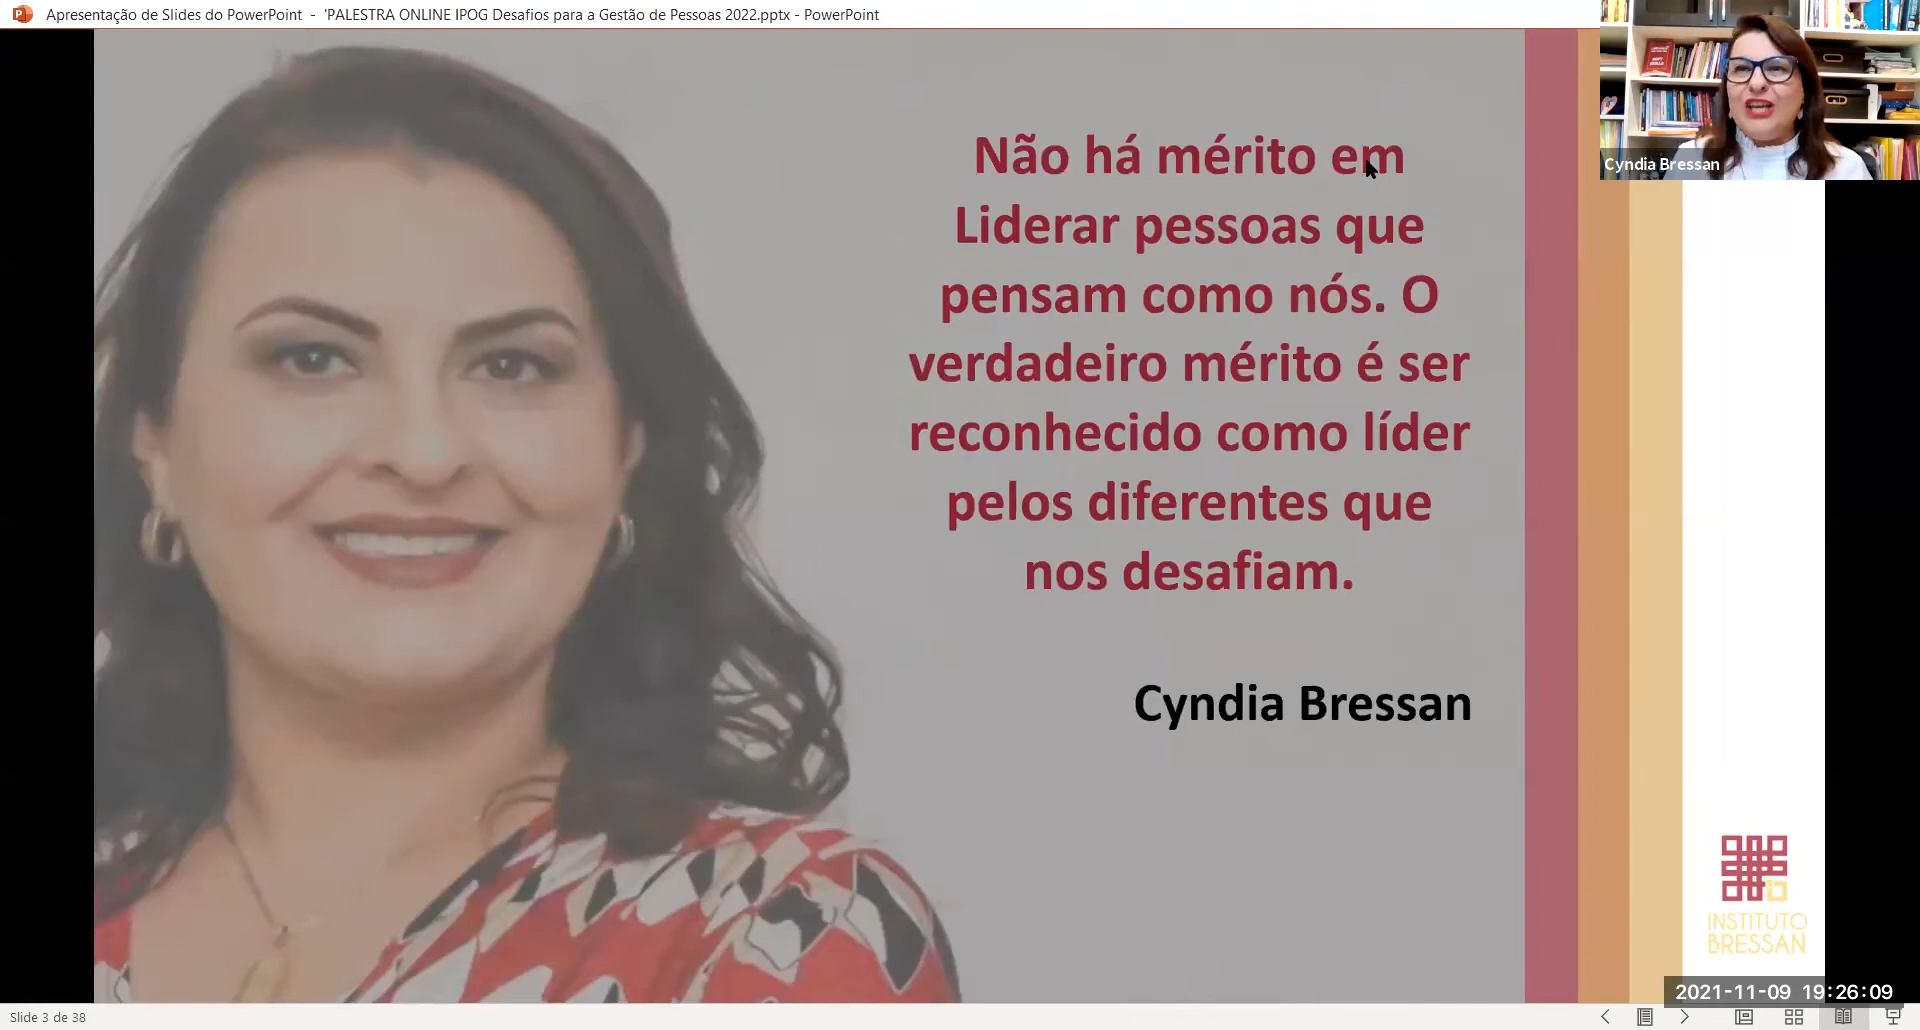 Apresentação de Slides do PowerPoint - 'PALESTRA ONLINE IPOG Desafios para a Gestão de Pessoas 2022.pptx - PowerPoint
Cyndia Bressan
Não há mérito em
Liderar pessoas que
pensam como nós. O
verdadeiro mérito é ser
reconhecido como líder
pelos diferentes que
nos desafiam.
Cyndia Bressan
INSTITUTO
BRESSAN
2021-11-09 19:26:09
Slide 3 de 38